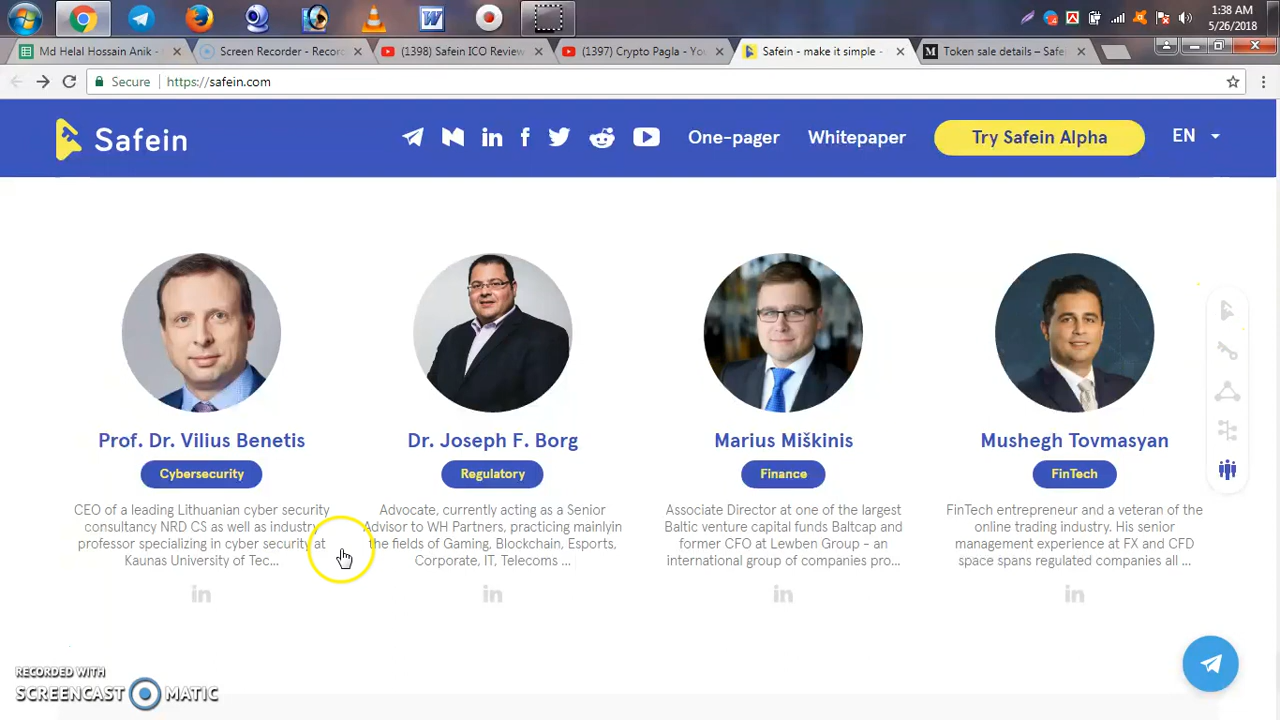 1:38 AM
5/26/2018
Md Helal Hossain Anik -
Screen Recorder - Recor
(1398) Safein ICO Review
(1397) Crypto Pagla - Yo
Safein - make it simple -
Token sale details – Safe
Secure
https://safein.com
Safein
One-pager
Whitepaper
Try Safein Alpha
EN
Prof. Dr. Vilius Benetis
Cybersecurity
CEO of a leading Lithuanian cyber security
consultancy NRD CS as well as industry
professor specializing in cyber security at
Kaunas University of Tec...
Dr. Joseph F. Borg
Regulatory
Advocate, currently acting as a Senior
Advisor to WH Partners, practicing mainlyin
the fields of Gaming, Blockchain, Esports,
Corporate, IT, Telecoms ...
Marius Miškinis
Finance
Associate Director at one of the largest
Baltic venture capital funds Baltcap and
former CFO at Lewben Group - an
international group of companies pro...
Mushegh Tovmasyan
FinTech
FinTech entrepreneur and a veteran of the
online trading industry. His senior
management experience at FX and CFD
space spans regulated companies all ...
RECORDED WITH
SCREENCAST MATIC